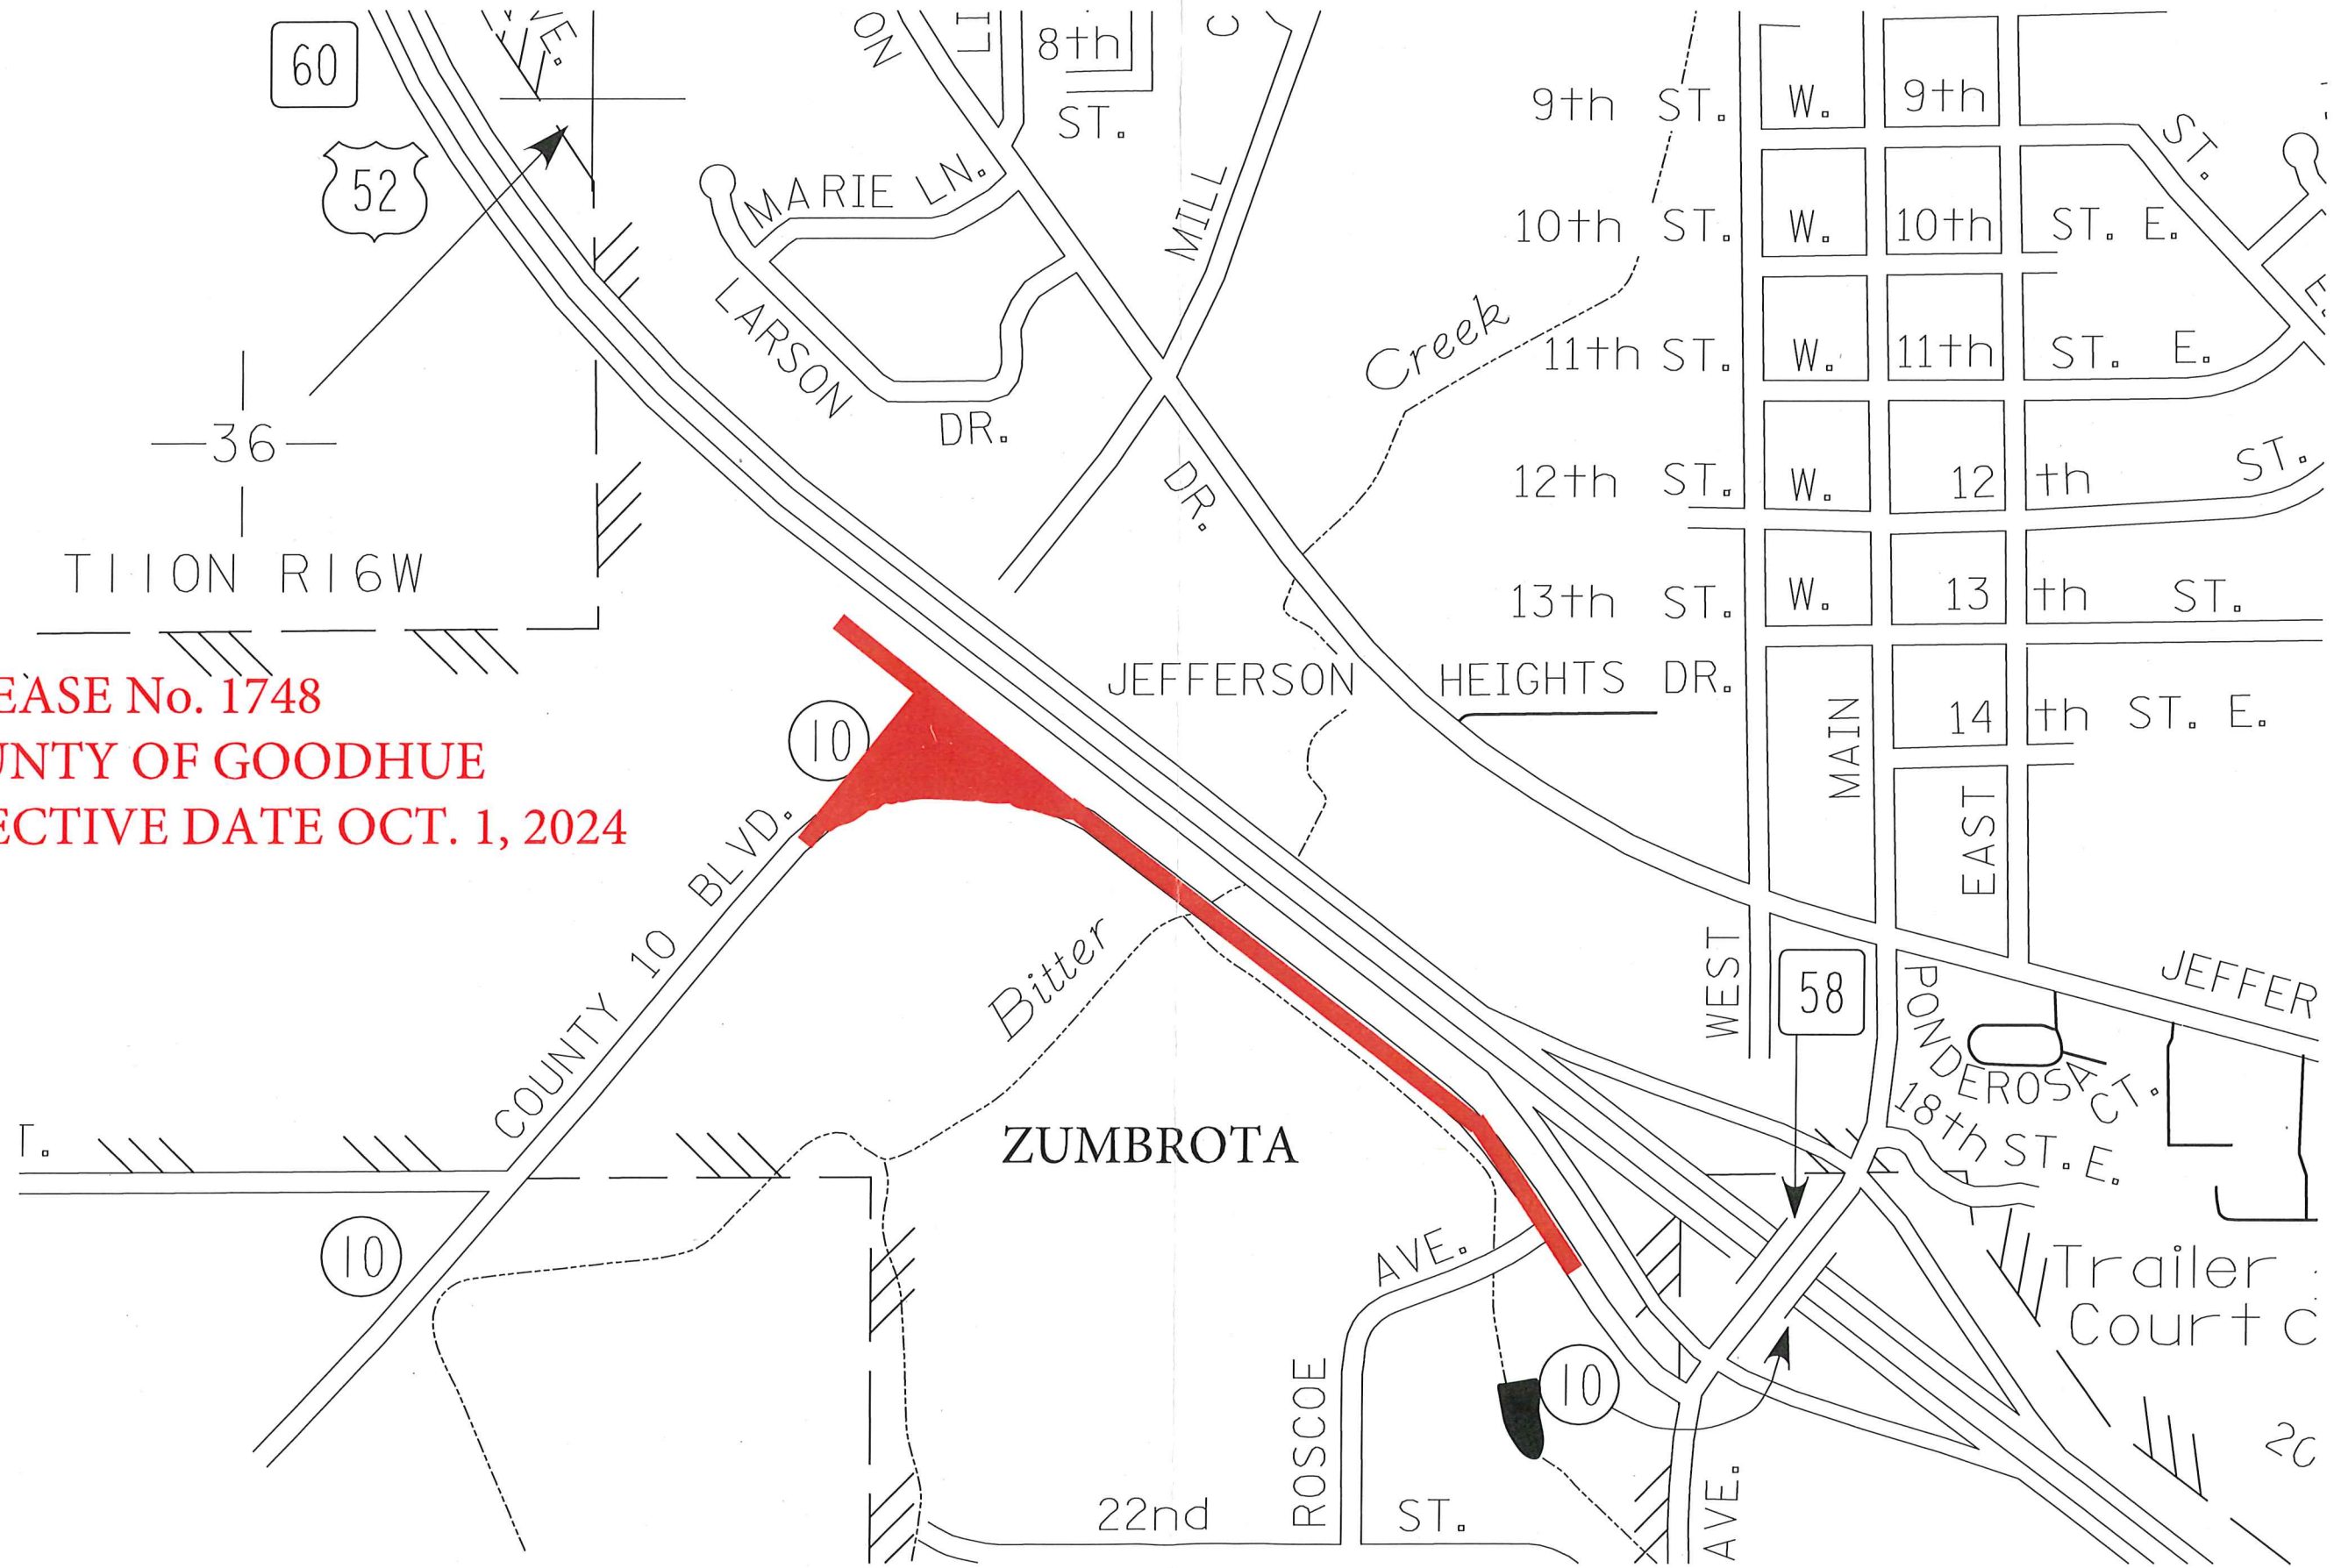 60
52
8th
ST.
MARIE LN.
LARSON
DR.
MILL
DR.
Creek
9th ST. W. 9th ST.
10th ST. W. 10th ST. E.
11th ST. W. 11th ST. E.
12th ST. W. 12 th ST.
13th ST. W. 13 th ST.
JEFFERSON HEIGHTS DR.
14 th ST. E.
36
T110N R16W
EASE No. 1748
UNTY OF GOODHUE
ECTIVE DATE OCT. 1, 2024
10
COUNTY 10 BLVD.
Bitter
MAIN
EAST
WEST
58
JEFFER
PONDEROSA CT.
18th ST. E.
T.
ZUMBROTA
10
AVE.
ROSCOE
10
Trailer
Court C
22nd ST.
AVE.